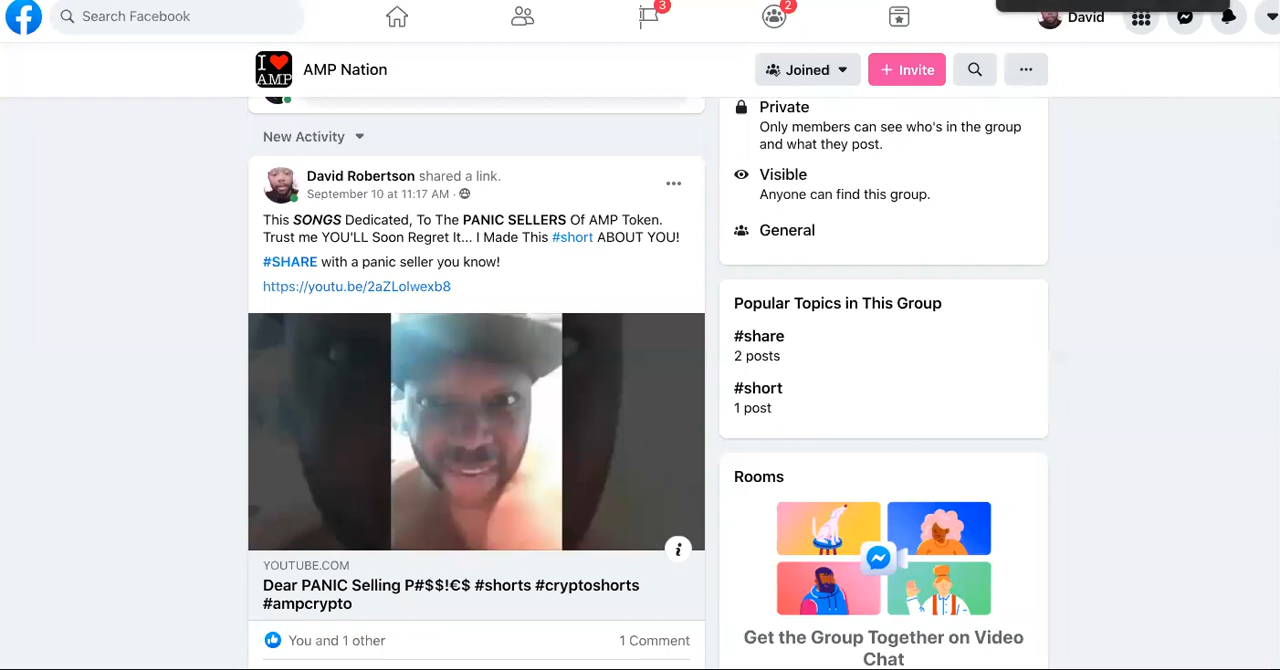 Search Facebook
3
2
David
I ❤ AMP
AMP Nation
Joined
+ Invite
New Activity
David Robertson shared a link.
September 10 at 11:17 AM ·
This SONGS Dedicated, To The PANIC SELLERS Of AMP Token.
Trust me YOU'LL Soon Regret It... I Made This #short ABOUT YOU!
#SHARE with a panic seller you know!
https://youtu.be/2aZLolwexb8
YOUTUBE.COM
Dear PANIC Selling P#$$!€$ #shorts #cryptoshorts
#ampcrypto
You and 1 other
1 Comment
Private
Only members can see who's in the group
and what they post.
Visible
Anyone can find this group.
General
Popular Topics in This Group
#share
2 posts
#short
1 post
Rooms
Get the Group Together on Video
Chat